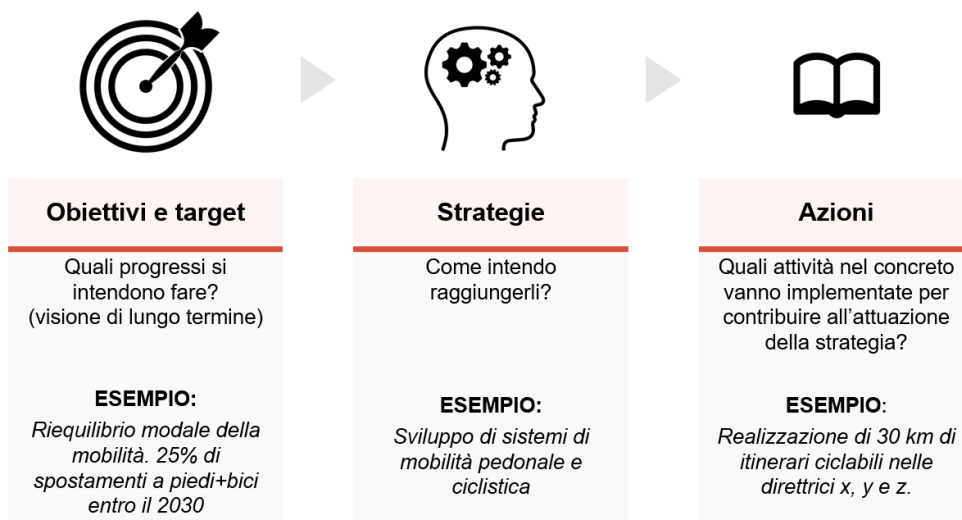 Obiettivi e target
Quali progressi si
intendono fare?
(visione di lungo termine)
ESEMPIO:
Riequilibrio modale della
mobilità. 25% di
spostamenti a piedi+bici
entro il 2030
Strategie
Come intendo
raggiungerli?
ESEMPIO:
Sviluppo di sistemi di
mobilità pedonale e
ciclistica
Azioni
Quali attività nel concreto
vanno implementate per
contribuire all'attuazione
della strategia?
ESEMPIO:
Realizzazione di 30 km di
itinerari ciclabili nelle
direttrici x, y e z.